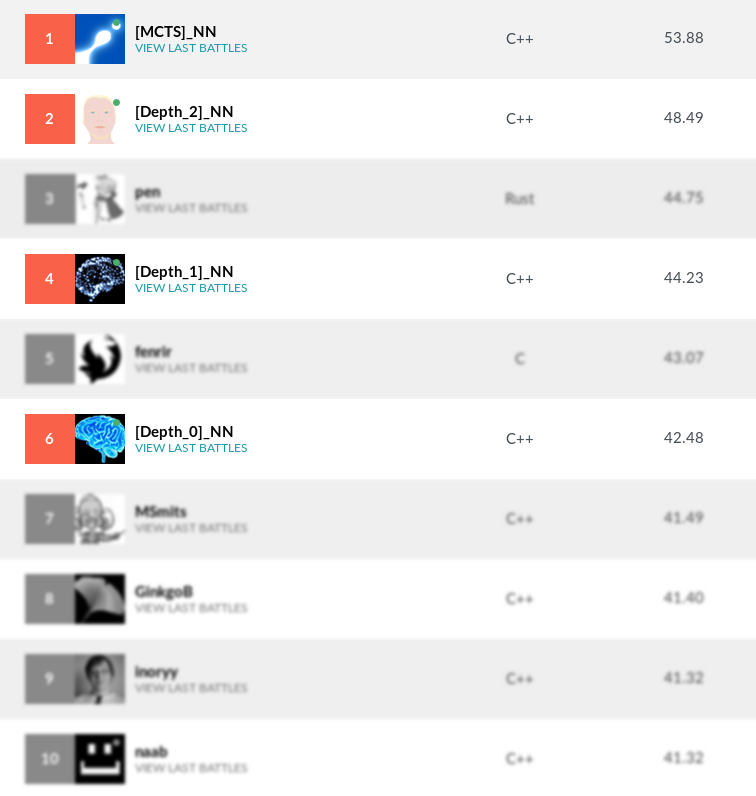 1 [MCTS]_NN C++ 53.88
VIEW LAST BATTLES
2 [Depth_2]_NN C++ 48.49
VIEW LAST BATTLES
3 pen Rust 44.75
VIEW LAST BATTLES
4 [Depth_1]_NN C++ 44.23
VIEW LAST BATTLES
5 fenrir C 43.07
VIEW LAST BATTLES
6 [Depth_0]_NN C++ 42.48
VIEW LAST BATTLES
7 MSmits C++ 41.49
VIEW LAST BATTLES
8 GinkgoB C++ 41.40
VIEW LAST BATTLES
9 inoryy C++ 41.32
VIEW LAST BATTLES
10 naab C++ 41.32
VIEW LAST BATTLES